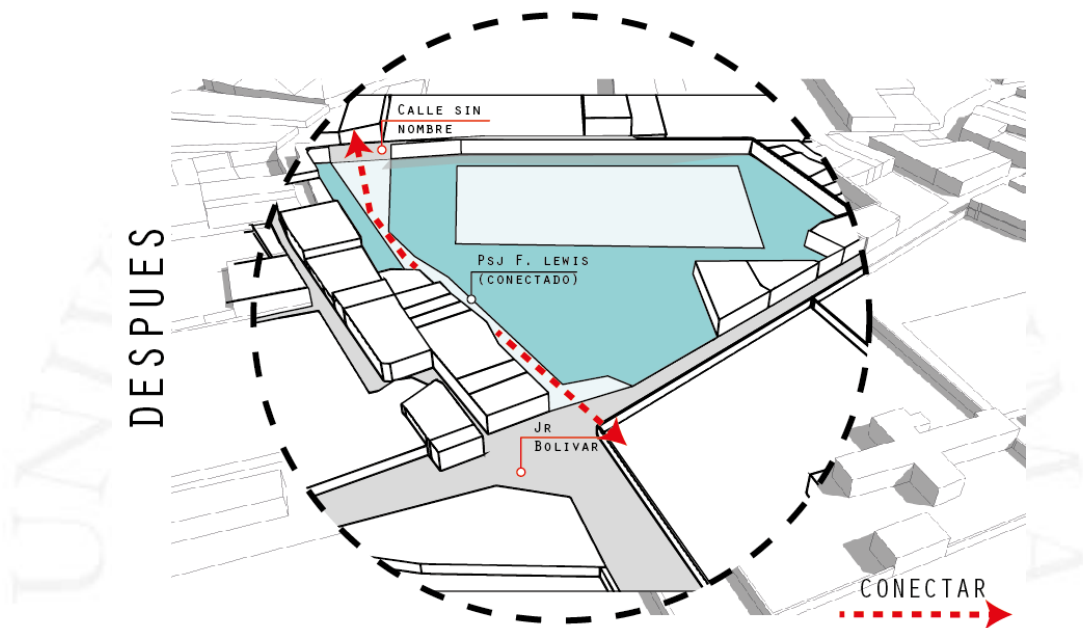 CALLE SIN
NOMBRE
PSJ F. LEWIS
(CONECTADO)
DESPUES
JR
BOLIVAR
CONECTAR